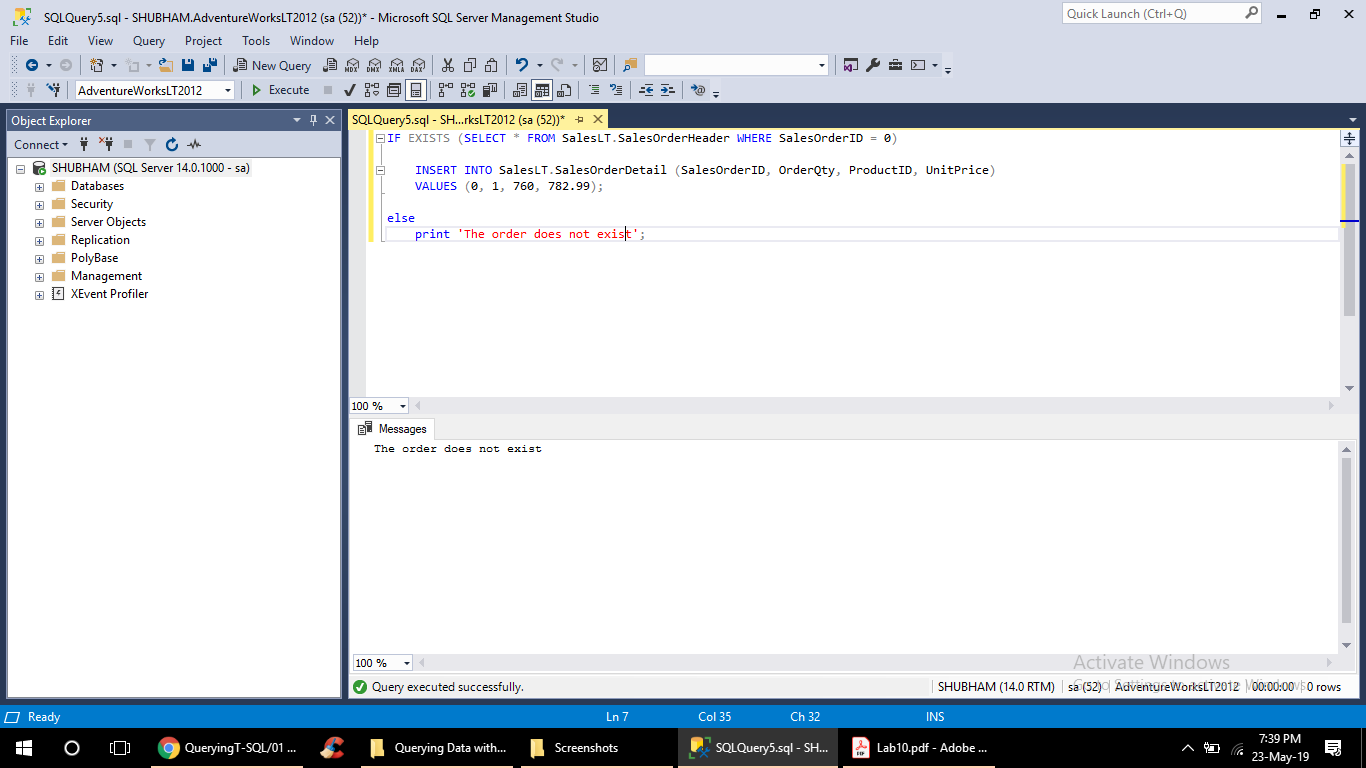 SQLQuery5.sql - SHUBHAM.AdventureWorksLT2012 (sa (52))* - Microsoft SQL Server Management Studio
Quick Launch (Ctrl+Q)
File Edit View Query Project Tools Window Help
New Query MDX DMX XMLA DAX
AdventureWorksLT2012 Execute
Object Explorer
Connect
SHUBHAM (SQL Server 14.0.1000 - sa)
Databases
Security
Server Objects
Replication
PolyBase
Management
XEvent Profiler
SQLQuery5.sql - SH...rksLT2012 (sa (52))*
IF EXISTS (SELECT * FROM SalesLT.SalesOrderHeader WHERE SalesOrderID = 0)
INSERT INTO SalesLT.SalesOrderDetail (SalesOrderID, OrderQty, ProductID, UnitPrice)
VALUES (0, 1, 760, 782.99);
else
print 'The order does not exist';
100 %
Messages
The order does not exist
100 %
Activate Windows
Go to Settings to activate Windows.
Query executed successfully.
SHUBHAM (14.0 RTM) sa (52) AdventureWorksLT2012 00:00:00 0 rows
Ready Ln 7 Col 35 Ch 32 INS
QueryingT-SQL/01 ...
Querying Data with...
Screenshots
SQLQuery5.sql - SH...
Lab10.pdf - Adobe ...
7:39 PM
23-May-19